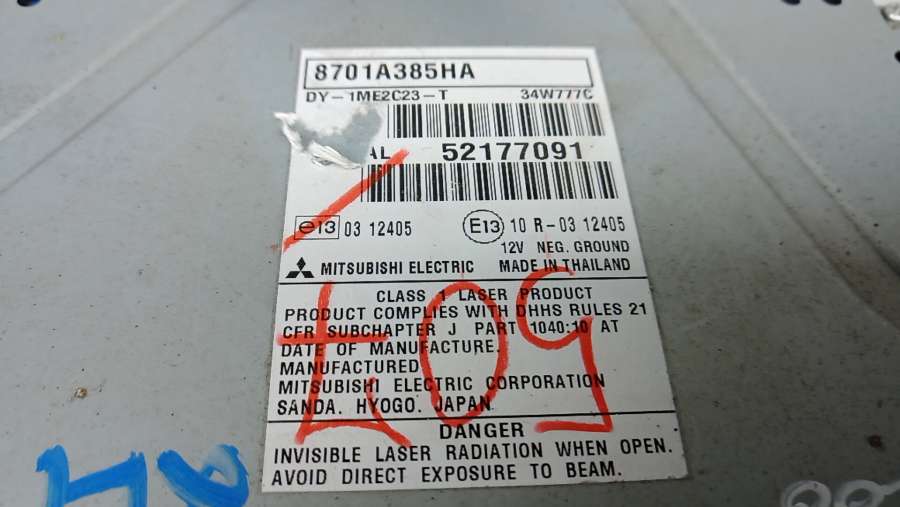 8701A385HA
DY-1ME2C23-T 34W777C
AL 52177091
e13 03 12405 E13 10 R-03 12405
12V NEG. GROUND
MITSUBISHI ELECTRIC MADE IN THAILAND
CLASS 1 LASER PRODUCT
PRODUCT COMPLIES WITH DHHS RULES 21
CFR SUBCHAPTER J PART 1040:10 AT
DATE OF MANUFACTURE.
MANUFACTURED
MITSUBISHI ELECTRIC CORPORATION
SANDA. HYOGO. JAPAN
DANGER
INVISIBLE LASER RADIATION WHEN OPEN.
AVOID DIRECT EXPOSURE TO BEAM.